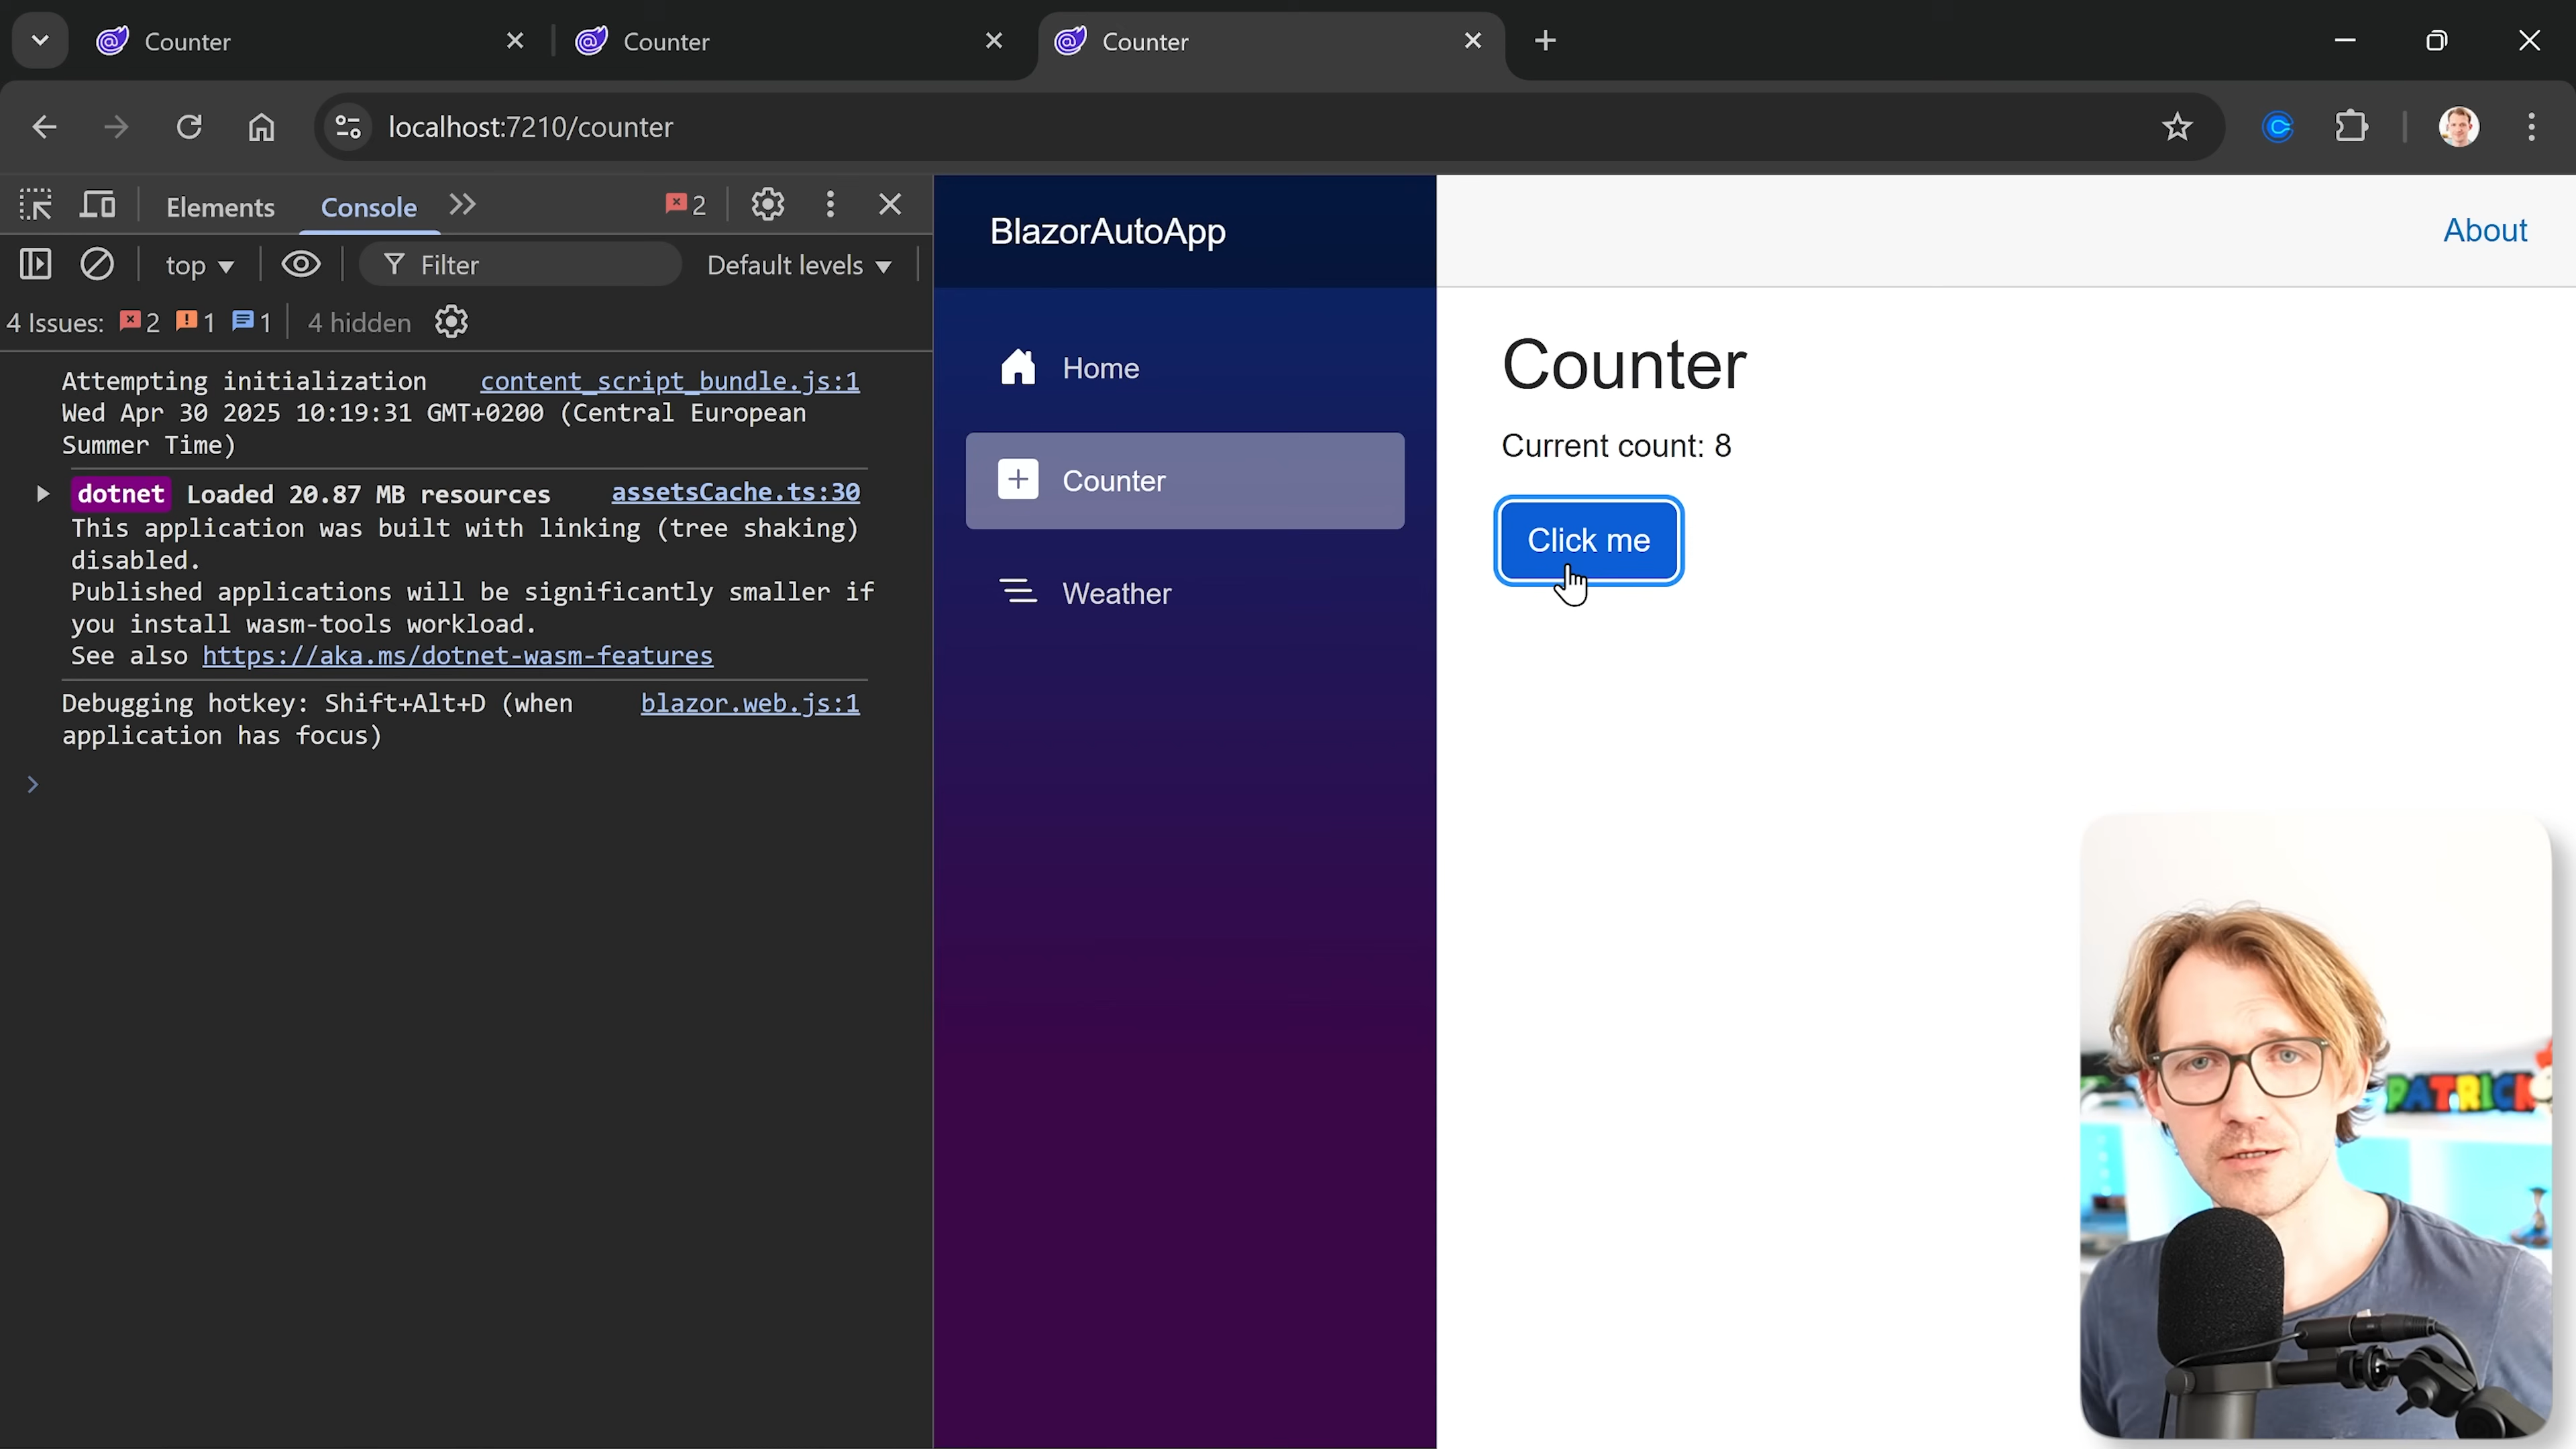 Counter
Counter
Counter
localhost:7210/counter
Elements
Console
2
top
Filter
Default levels
4 Issues:
2
1
1
4 hidden
Attempting initialization content_script_bundle.js:1
Wed Apr 30 2025 10:19:31 GMT+0200 (Central European
Summer Time)
dotnet Loaded 20.87 MB resources assetsCache.ts:30
This application was built with linking (tree shaking)
disabled.
Published applications will be significantly smaller if
you install wasm-tools workload.
See also https://aka.ms/dotnet-wasm-features
Debugging hotkey: Shift+Alt+D (when blazor.web.js:1
application has focus)
BlazorAutoApp
Home
Counter
Weather
About
Counter
Current count: 8
Click me
PATRICK